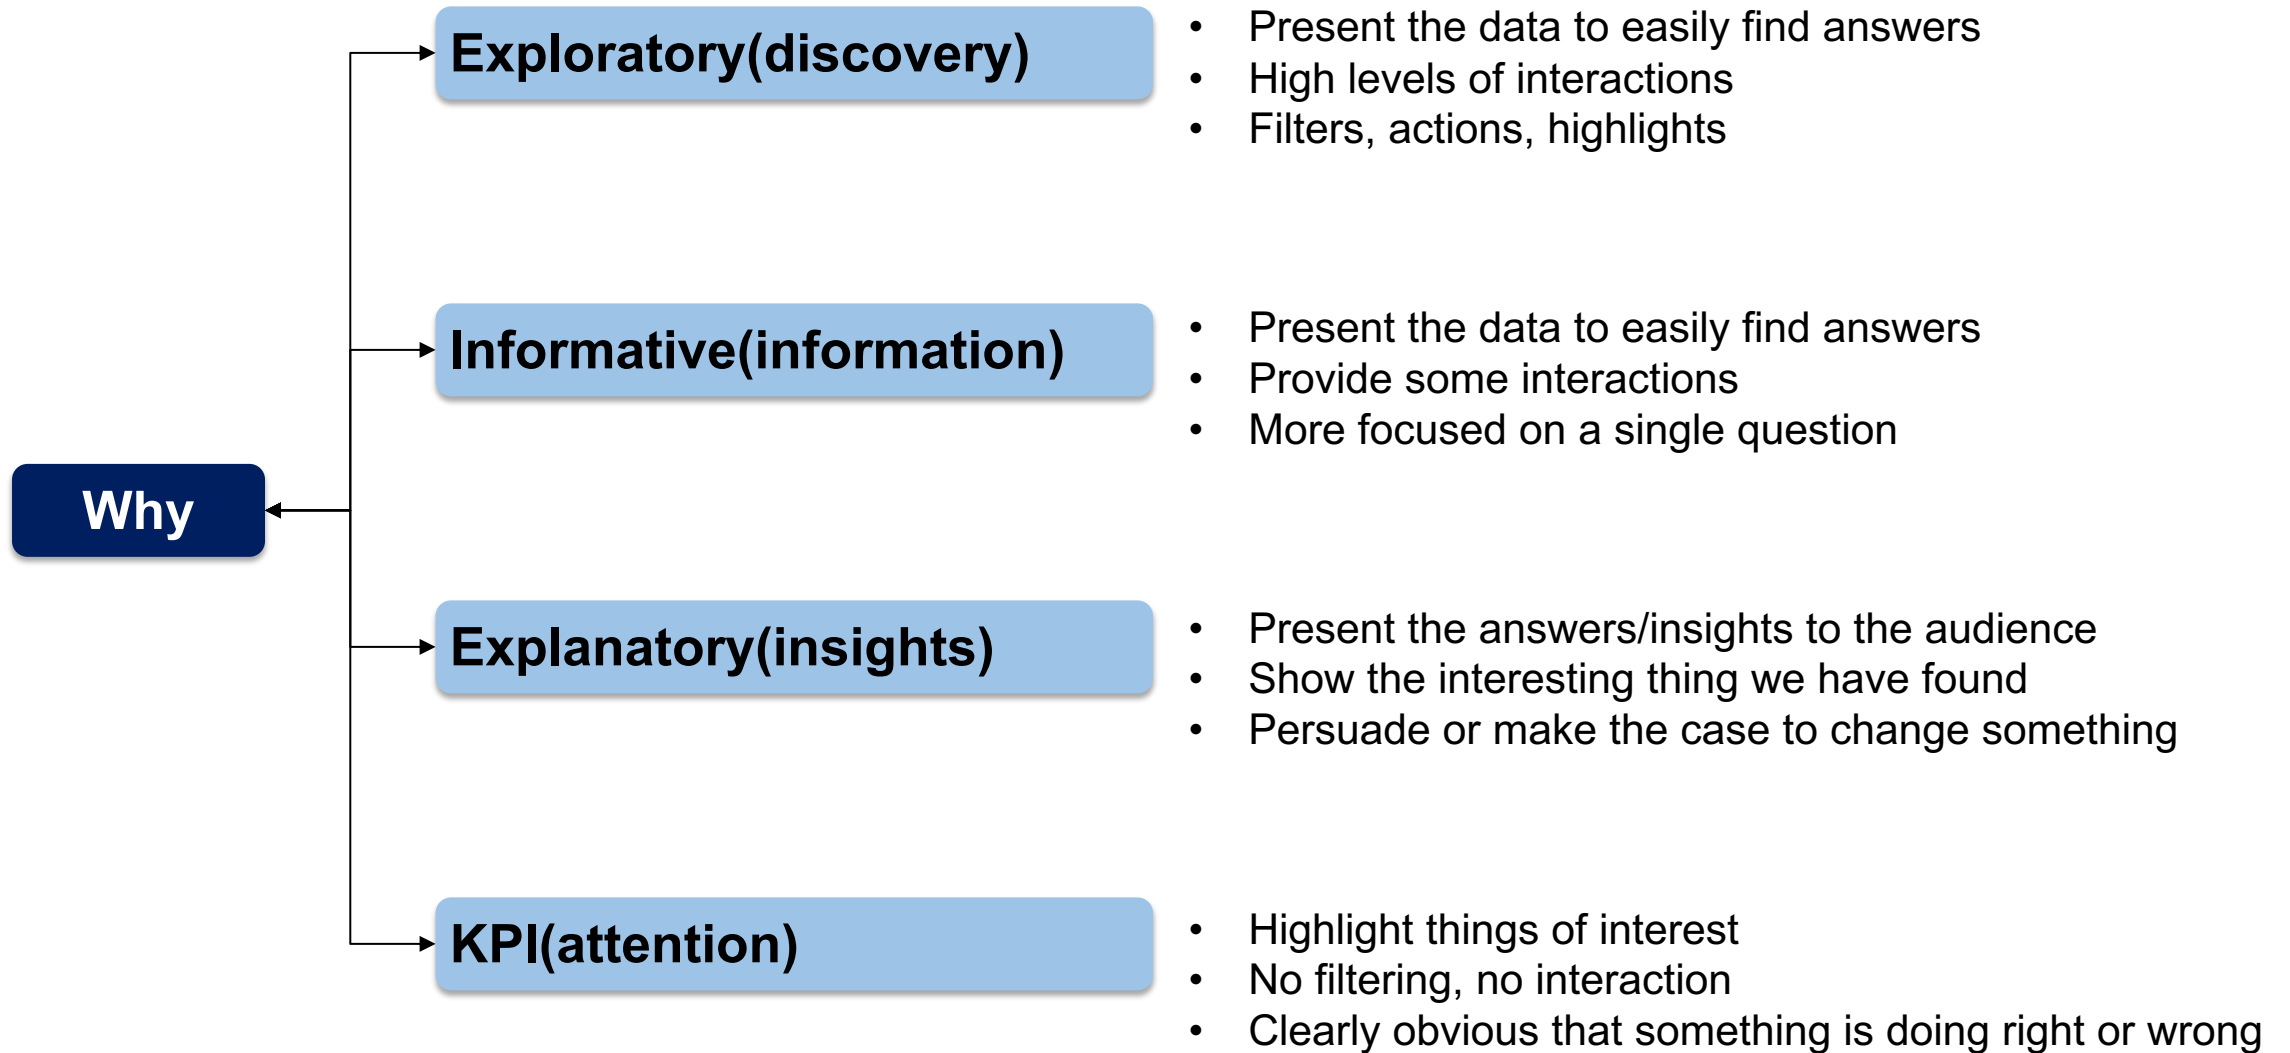 Exploratory(discovery)
• Present the data to easily find answers
• High levels of interactions
• Filters, actions, highlights
Informative(information)
• Present the data to easily find answers
• Provide some interactions
• More focused on a single question
Why
Explanatory(insights)
• Present the answers/insights to the audience
• Show the interesting thing we have found
• Persuade or make the case to change something
KPI(attention)
• Highlight things of interest
• No filtering, no interaction
• Clearly obvious that something is doing right or wrong